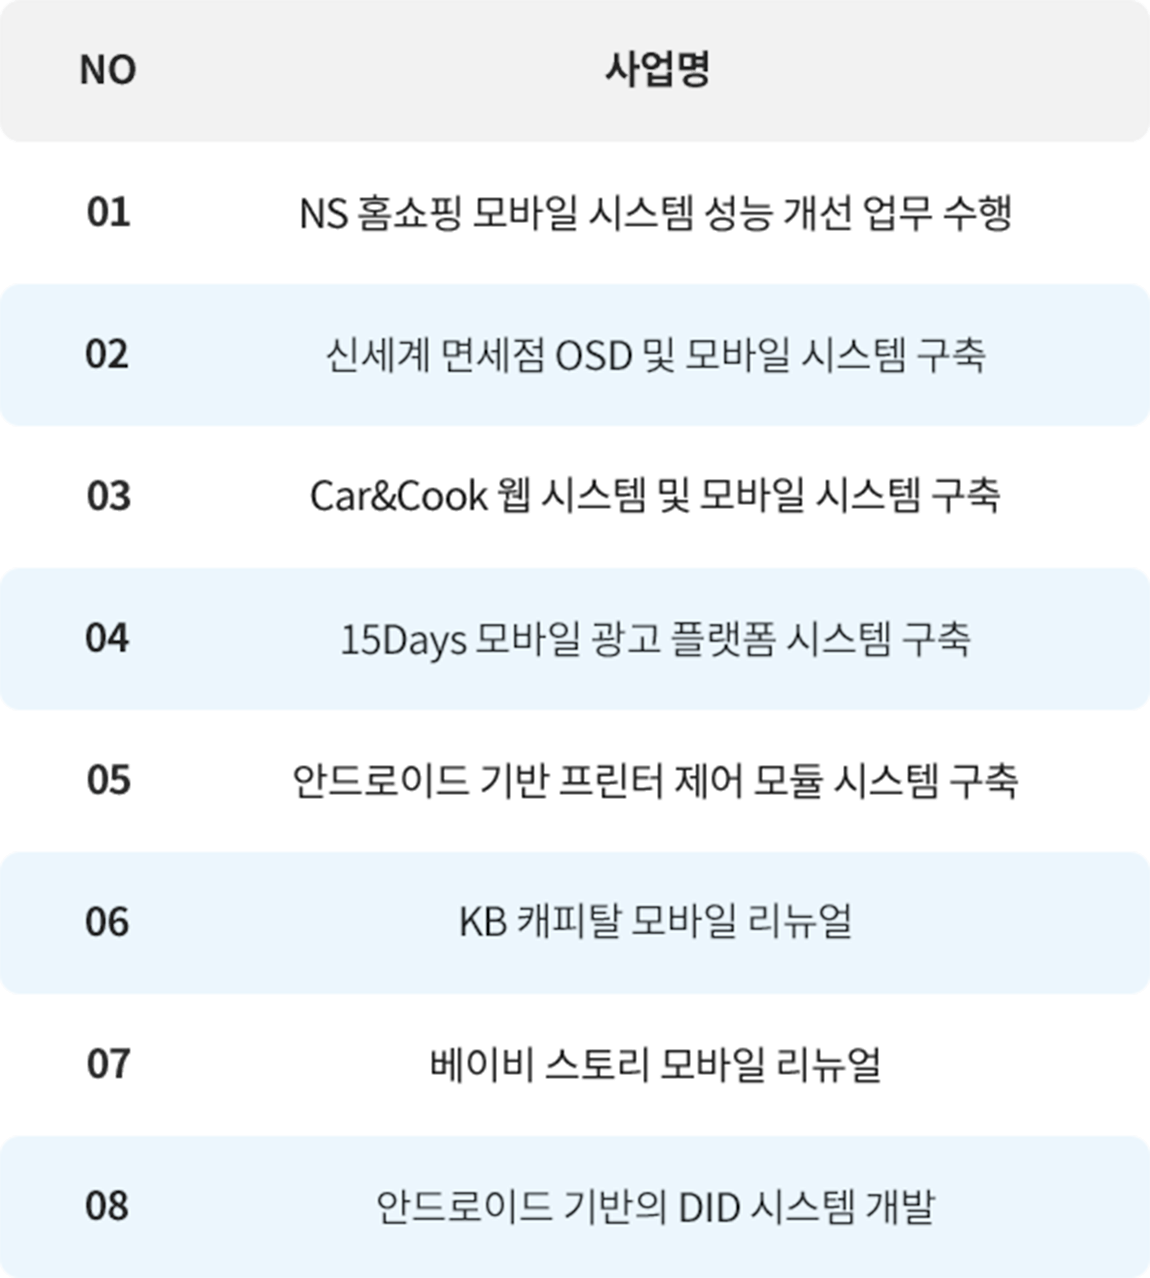 NO 사업명
01 NS 홈쇼핑 모바일 시스템 성능 개선 업무 수행
02 신세계 면세점 OSD 및 모바일 시스템 구축
03 Car&Cook 웹 시스템 및 모바일 시스템 구축
04 15Days 모바일 광고 플랫폼 시스템 구축
05 안드로이드 기반 프린터 제어 모듈 시스템 구축
06 KB 캐피탈 모바일 리뉴얼
07 베이비 스토리 모바일 리뉴얼
08 안드로이드 기반의 DID 시스템 개발